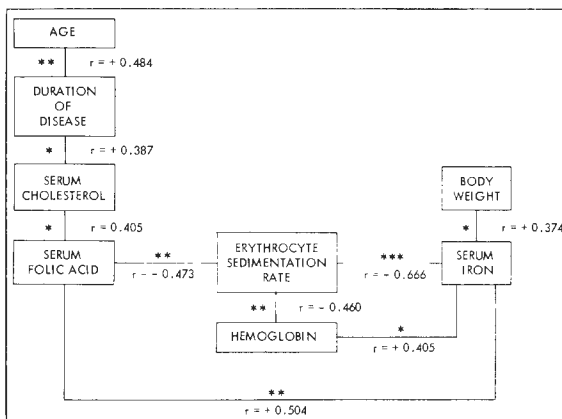 AGE
** r = + 0.484
DURATION
OF
DISEASE
* r = + 0.387
SERUM
CHOLESTEROL
* r = 0.405
SERUM
FOLIC ACID
**
r = - 0.473
ERYTHROCYTE
SEDIMENTATION
RATE
***
r = - 0.666
BODY
WEIGHT
* r = + 0.374
SERUM
IRON
** r = - 0.460
HEMOGLOBIN
*
r = + 0.405
**
r = + 0.504